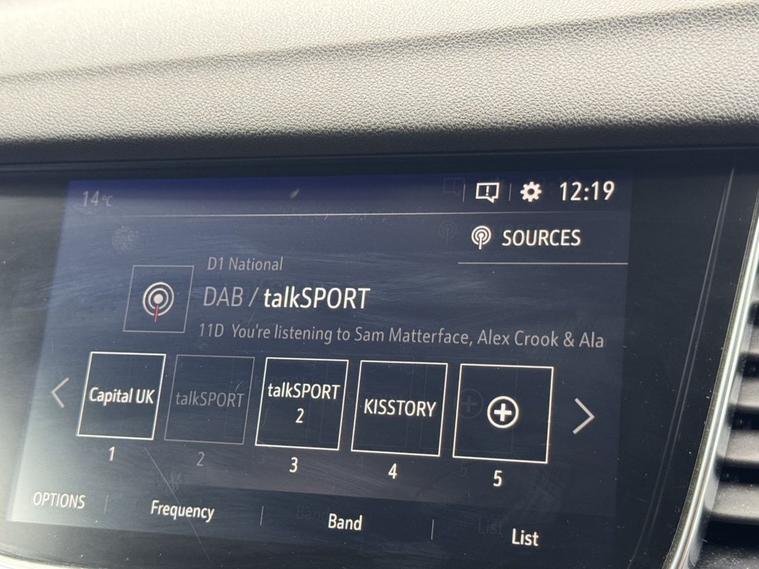 14°C
12:19
SOURCES
D1 National
DAB / talkSPORT
11D You're listening to Sam Matterface, Alex Crook & Ala
Capital UK
talkSPORT
talkSPORT
2
KISSTORY
1
2
3
4
5
OPTIONS
Frequency
Band
List